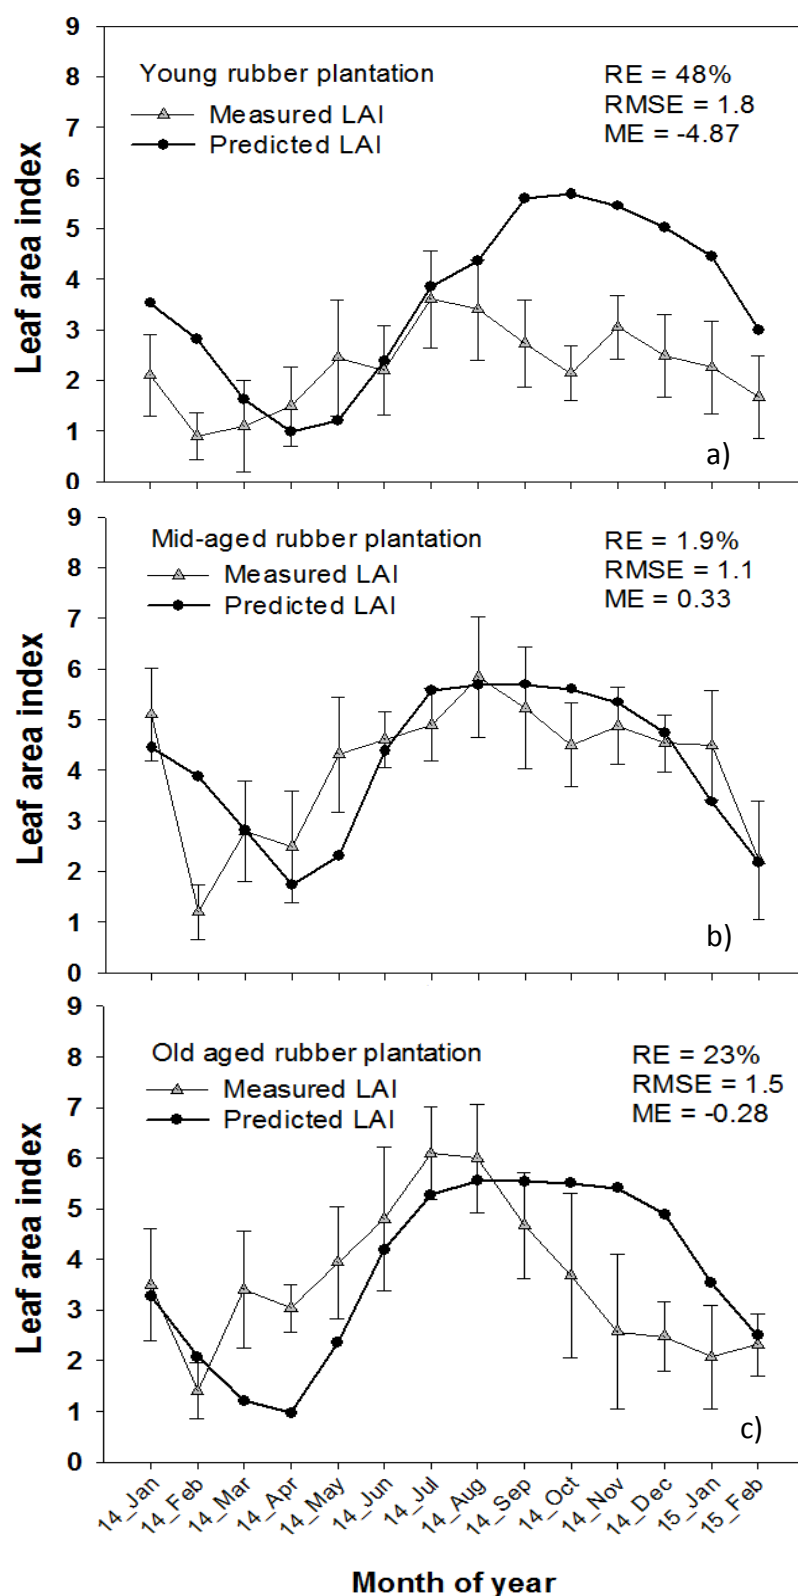 9
8
7
6
5
4
3
2
1
0
Leaf area index
Young rubber plantation
Measured LAI
Predicted LAI
RE = 48%
RMSE = 1.8
ME = -4.87
a)
9
8
7
6
5
4
3
2
1
0
Leaf area index
Mid-aged rubber plantation
Measured LAI
Predicted LAI
RE = 1.9%
RMSE = 1.1
ME = 0.33
b)
9
8
7
6
5
4
3
2
1
0
Leaf area index
Old aged rubber plantation
Measured LAI
Predicted LAI
RE = 23%
RMSE = 1.5
ME = -0.28
c)
14_Jan
14_Feb
14_Mar
14_Apr
14_May
14_Jun
14_Jul
14_Aug
14_Sep
14_Oct
14_Nov
14_Dec
15_Jan
15_Feb
Month of year